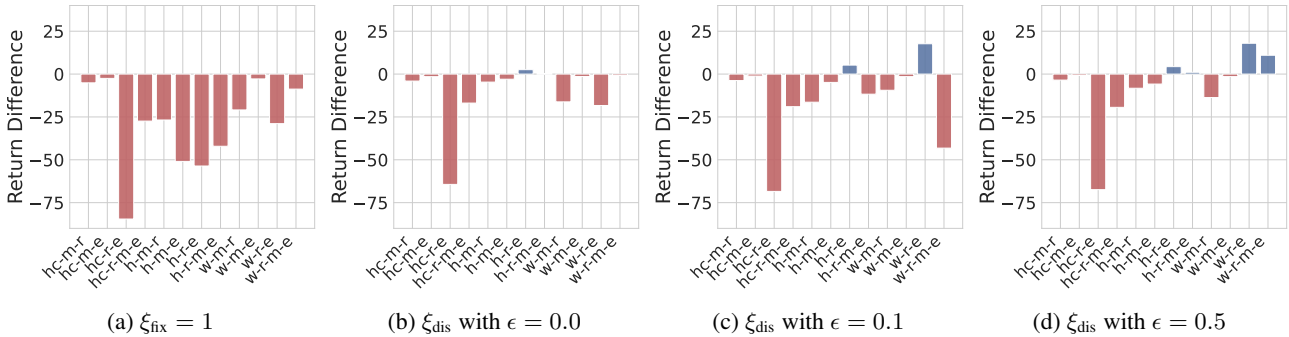 Return Difference
25
0
−25
−50
−75
hc-m-r
hc-m-e
hc-r-e
hc-r-m-e
h-m-r
h-m-e
h-r-e
h-r-m-e
w-m-r
w-m-e
w-r-e
w-r-m-e
(a) ξfix = 1
Return Difference
25
0
−25
−50
−75
hc-m-r
hc-m-e
hc-r-e
hc-r-m-e
h-m-r
h-m-e
h-r-e
h-r-m-e
w-m-r
w-m-e
w-r-e
w-r-m-e
(b) ξdis with ϵ = 0.0
Return Difference
25
0
−25
−50
−75
hc-m-r
hc-m-e
hc-r-e
hc-r-m-e
h-m-r
h-m-e
h-r-e
h-r-m-e
w-m-r
w-m-e
w-r-e
w-r-m-e
(c) ξdis with ϵ = 0.1
Return Difference
25
0
−25
−50
−75
hc-m-r
hc-m-e
hc-r-e
hc-r-m-e
h-m-r
h-m-e
h-r-e
h-r-m-e
w-m-r
w-m-e
w-r-e
w-r-m-e
(d) ξdis with ϵ = 0.5